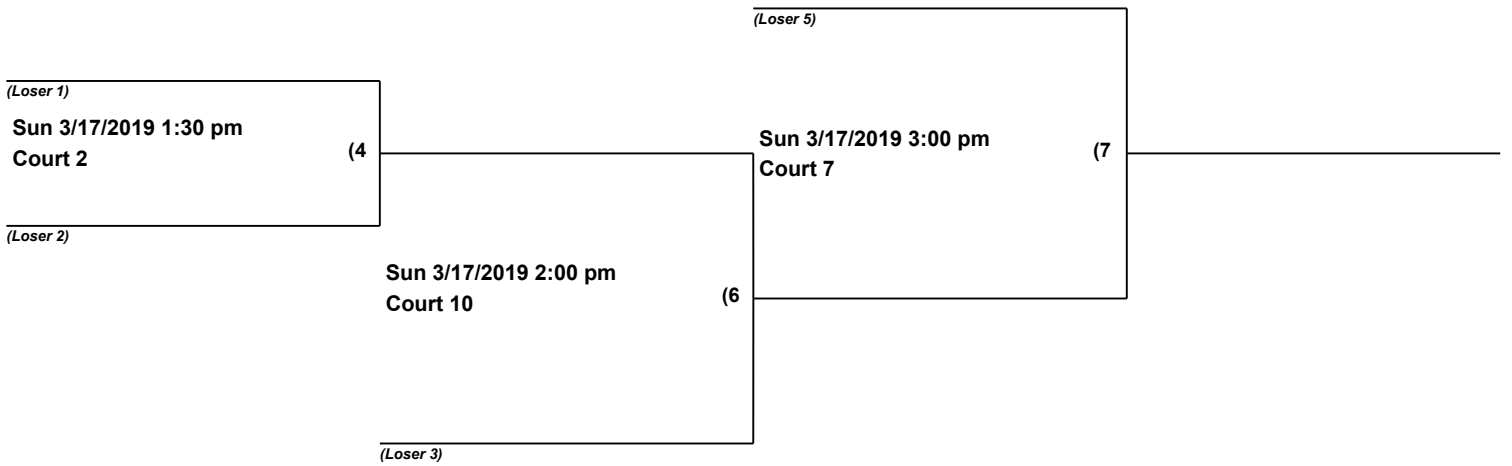 (Loser 5)
(Loser 1)
Sun 3/17/2019 1:30 pm
Court 2
(4
(Loser 2)
Sun 3/17/2019 3:00 pm
Court 7
(7
Sun 3/17/2019 2:00 pm
Court 10
(6
(Loser 3)